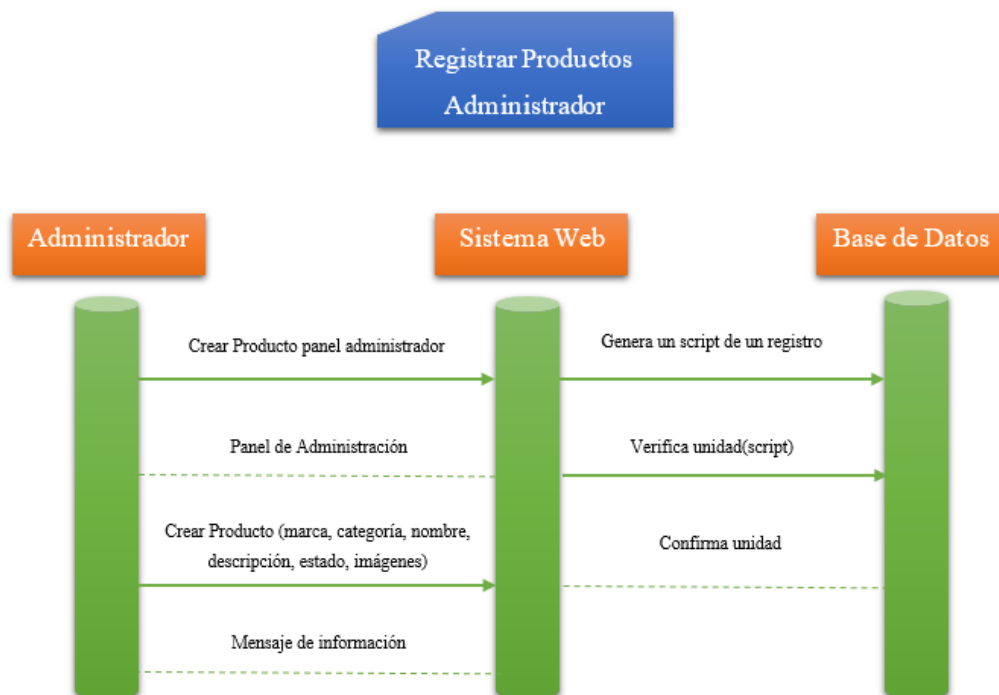 Registrar Productos
Administrador
Administrador
Sistema Web
Base de Datos
Crear Producto panel administrador
Genera un script de un registro
Panel de Administración
Verifica unidad(script)
Crear Producto (marca, categoría, nombre,
descripción, estado, imágenes)
Confirma unidad
Mensaje de información